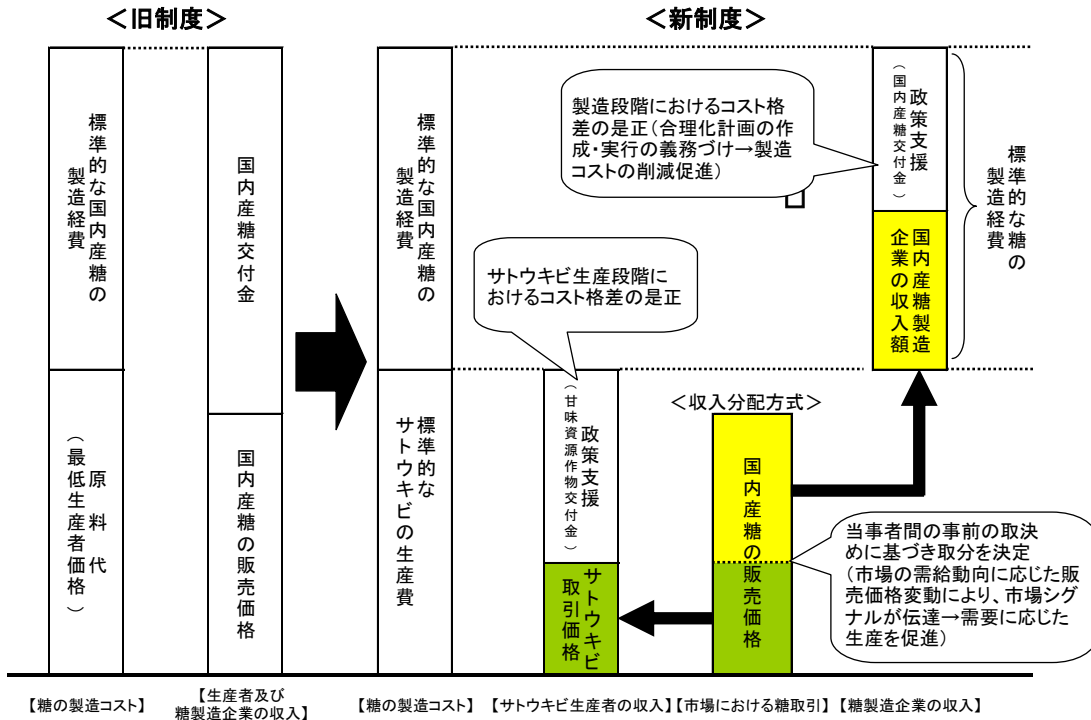 ＜旧制度＞
＜新制度＞
標準的な国内産糖の
製造経費
原料代
（最低生産者価格）
国内産糖交付金
国内産糖の販売価格
標準的な国内産糖の
製造経費
標準的な
サトウキビの生産費
サトウキビ生産段階に
おけるコスト格差の是正
政策支援
（甘味資源作物交付金）
サトウキビ
取引価格
＜収入分配方式＞
国内産糖の販売価格
製造段階におけるコスト格
差の是正（合理化計画の作
成・実行の義務づけ→製造
コストの削減促進）
政策支援
（国内産糖交付金）
国内産糖製造
企業の収入額
標準的な糖の
製造経費
当事者間の事前の取決
めに基づき取分を決定
（市場の需給動向に応じた販
売価格変動により、市場シグ
ナルが伝達→需要に応じた
生産を促進）
【糖の製造コスト】
【生産者及び
糖製造企業の収入】
【糖の製造コスト】
【サトウキビ生産者の収入】
【市場における糖取引】
【糖製造企業の収入】